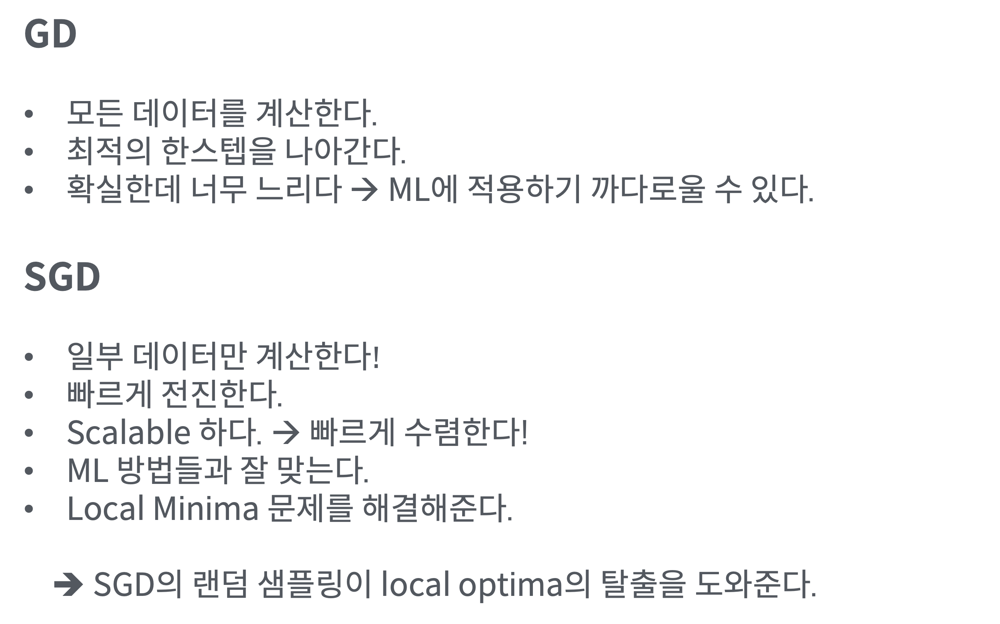 GD
• 모든 데이터를 계산한다.
• 최적의 한스텝을 나아간다.
• 확실한데 너무 느리다 → ML에 적용하기 까다로울 수 있다.
SGD
• 일부 데이터만 계산한다!
• 빠르게 전진한다.
• Scalable 하다. → 빠르게 수렴한다!
• ML 방법들과 잘 맞는다.
• Local Minima 문제를 해결해준다.
→ SGD의 랜덤 샘플링이 local optima의 탈출을 도와준다.